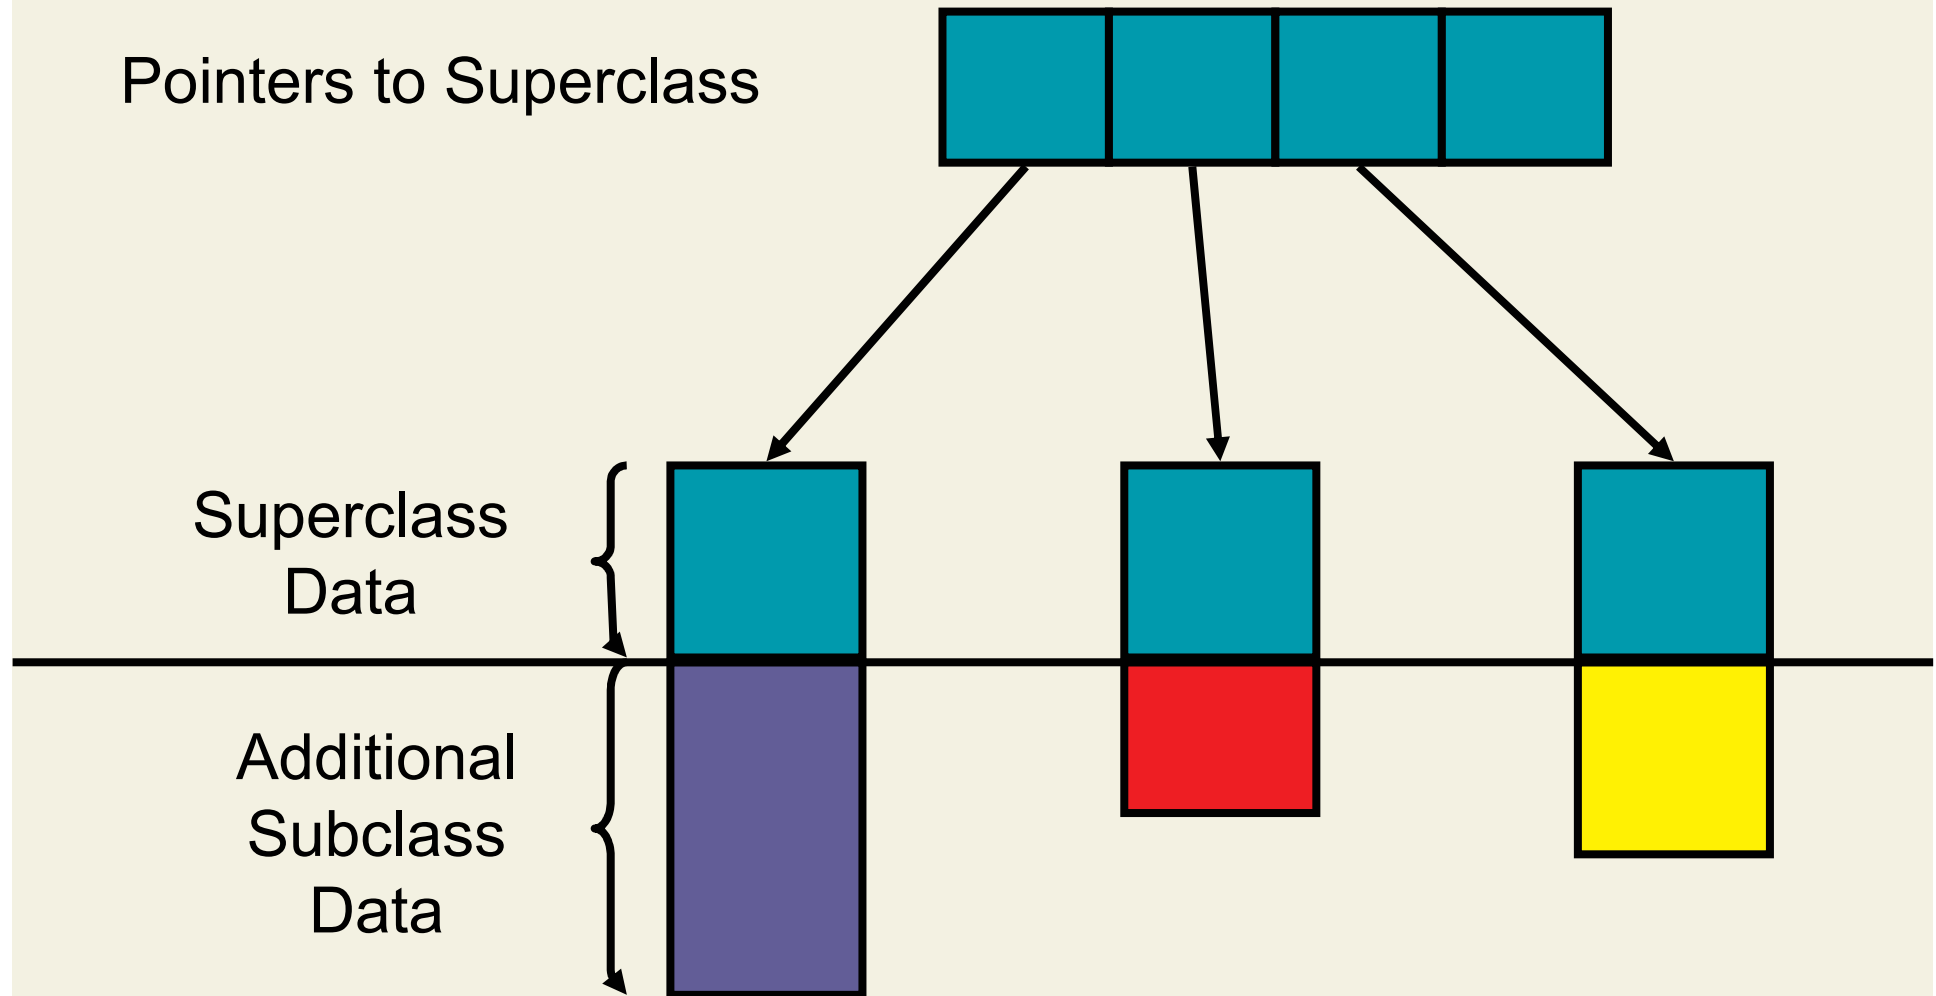 Pointers to Superclass
Superclass
Data
Additional
Subclass
Data